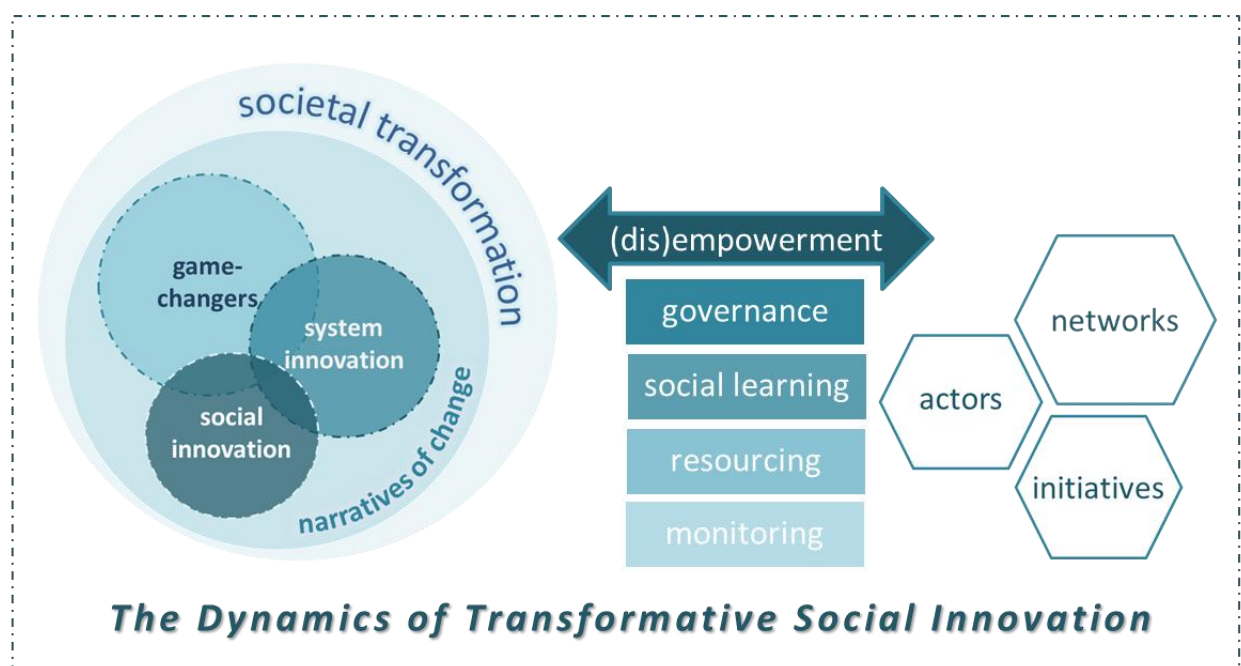 societal transformation
game-
changers
system
innovation
social
innovation
narratives of change
(dis)empowerment
governance
social learning
resourcing
monitoring
networks
actors
initiatives
The Dynamics of Transformative Social Innovation